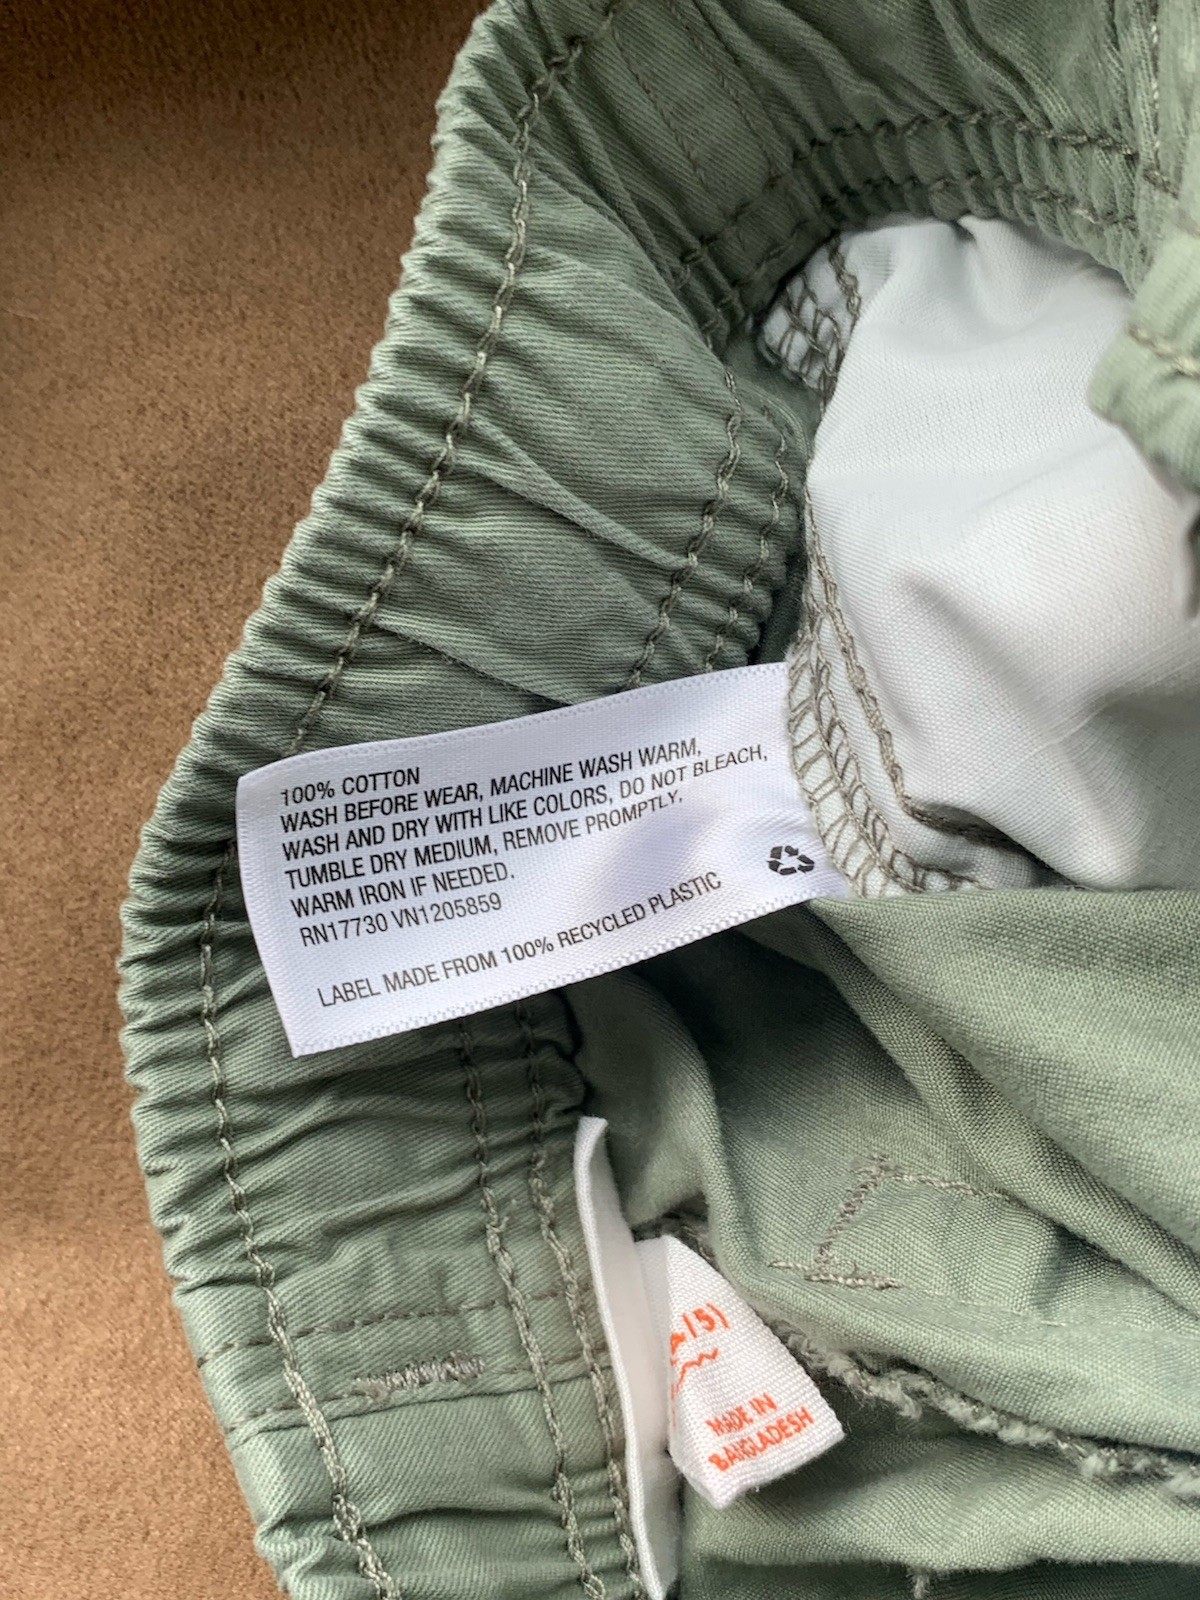 100% COTTON
WASH BEFORE WEAR, MACHINE WASH WARM,
WASH AND DRY WITH LIKE COLORS, DO NOT BLEACH,
TUMBLE DRY MEDIUM, REMOVE PROMPTLY,
WARM IRON IF NEEDED.
RN17730 VN1205859
LABEL MADE FROM 100% RECYCLED PLASTIC
(5)
MADE IN
BANGLADESH